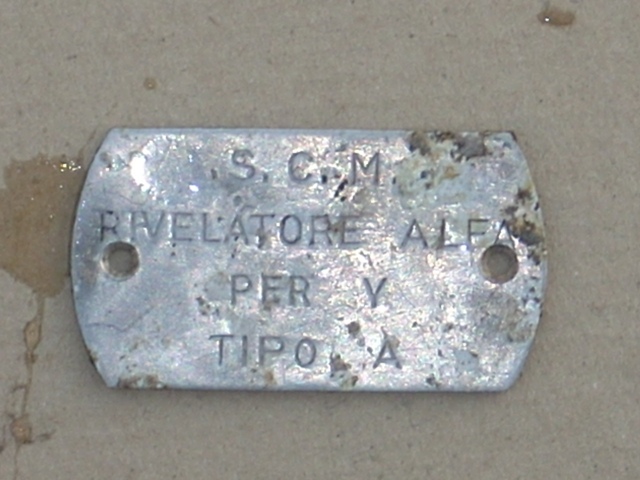 S. C. M.
RIVELATORE ALFA
PER Y
TIPO A